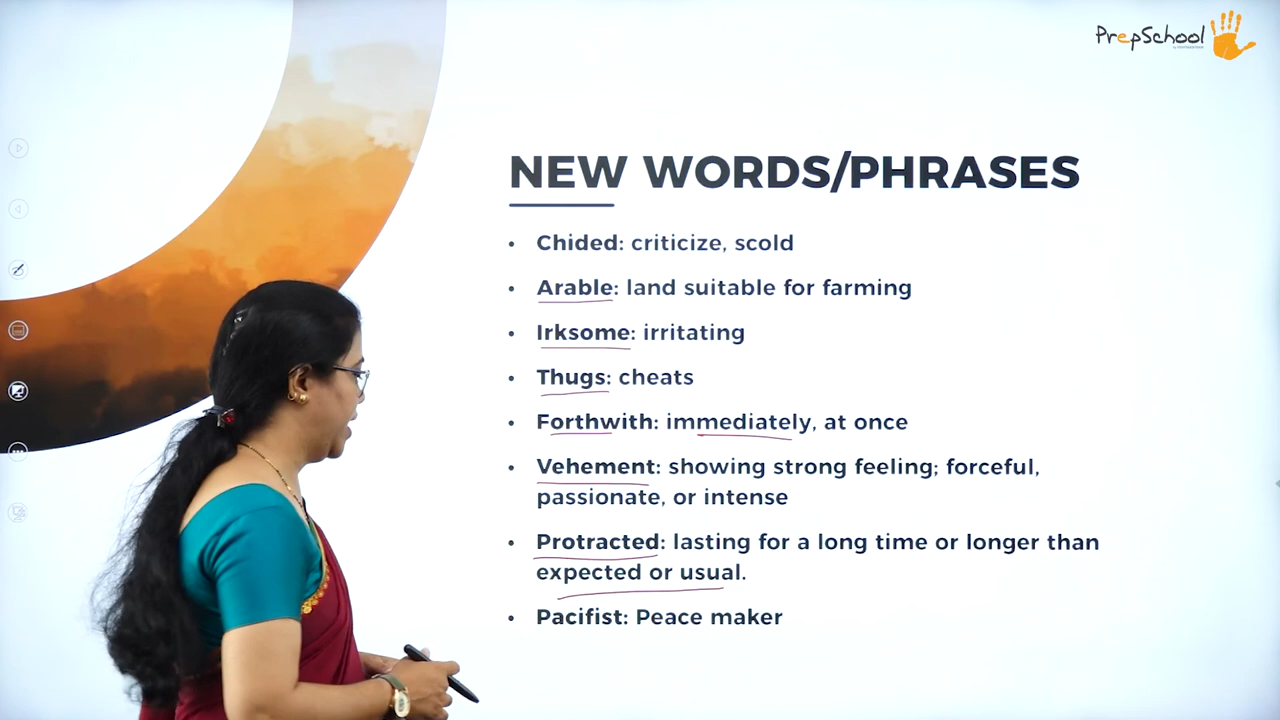 PrepSchool
NEW WORDS/PHRASES
• Chided: criticize, scold
• Arable: land suitable for farming
• Irksome: irritating
• Thugs: cheats
• Forthwith: immediately, at once
• Vehement: showing strong feeling; forceful,
passionate, or intense
• Protracted: lasting for a long time or longer than
expected or usual.
• Pacifist: Peace maker